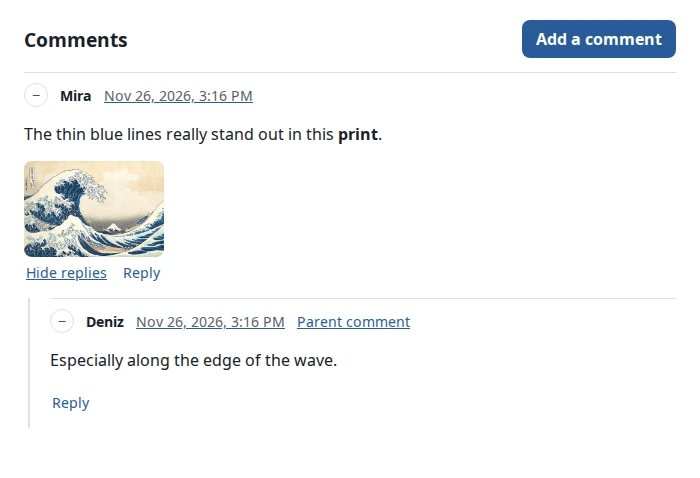 Comments
Add a comment
− Mira Nov 26, 2026, 3:16 PM
The thin blue lines really stand out in this print.
Hide replies Reply
− Deniz Nov 26, 2026, 3:16 PM Parent comment
Especially along the edge of the wave.
Reply